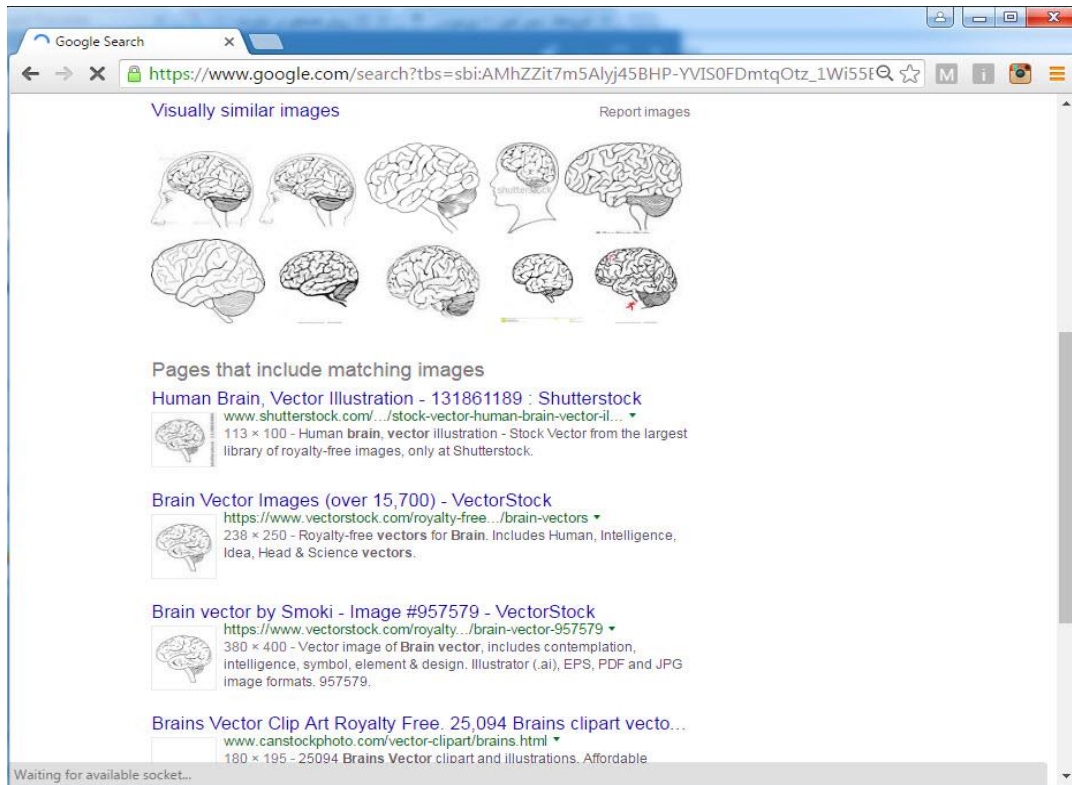 Google Search
https://www.google.com/search?tbs=sbi:AMhZZit7m5Alyj45BHP-YVIS0FDmtqOtz_1Wi55E
M
i
Visually similar images
Report images
shutterstock
Pages that include matching images
Human Brain, Vector Illustration - 131861189 : Shutterstock
www.shutterstock.com/.../stock-vector-human-brain-vector-il...
113 × 100 - Human brain, vector illustration - Stock Vector from the largest
library of royalty-free images, only at Shutterstock.
Brain Vector Images (over 15,700) - VectorStock
https://www.vectorstock.com/royalty-free.../brain-vectors
238 × 250 - Royalty-free vectors for Brain. Includes Human, Intelligence,
Idea, Head & Science vectors.
Brain vector by Smoki - Image #957579 - VectorStock
https://www.vectorstock.com/royalty.../brain-vector-957579
380 × 400 - Vector image of Brain vector, includes contemplation,
intelligence, symbol, element & design. Illustrator (.ai), EPS, PDF and JPG
image formats. 957579.
Brains Vector Clip Art Royalty Free. 25,094 Brains clipart vecto...
www.canstockphoto.com/vector-clipart/brains.html
180 × 195 - 25094 Brains Vector clipart and illustrations. Affordable
Waiting for available socket...